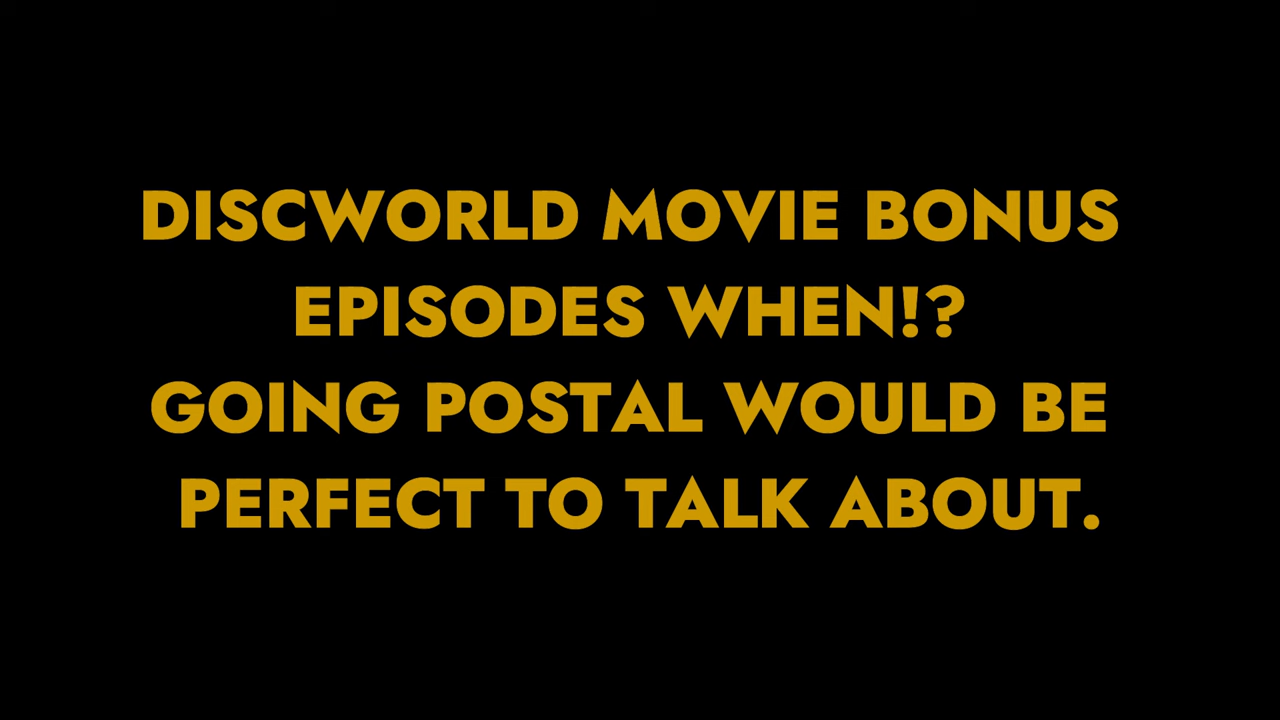 DISCWORLD MOVIE BONUS
EPISODES WHEN!?
GOING POSTAL WOULD BE
PERFECT TO TALK ABOUT.